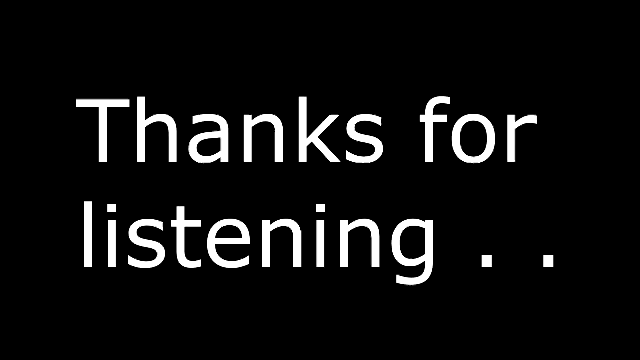 Thanks for
listening . .